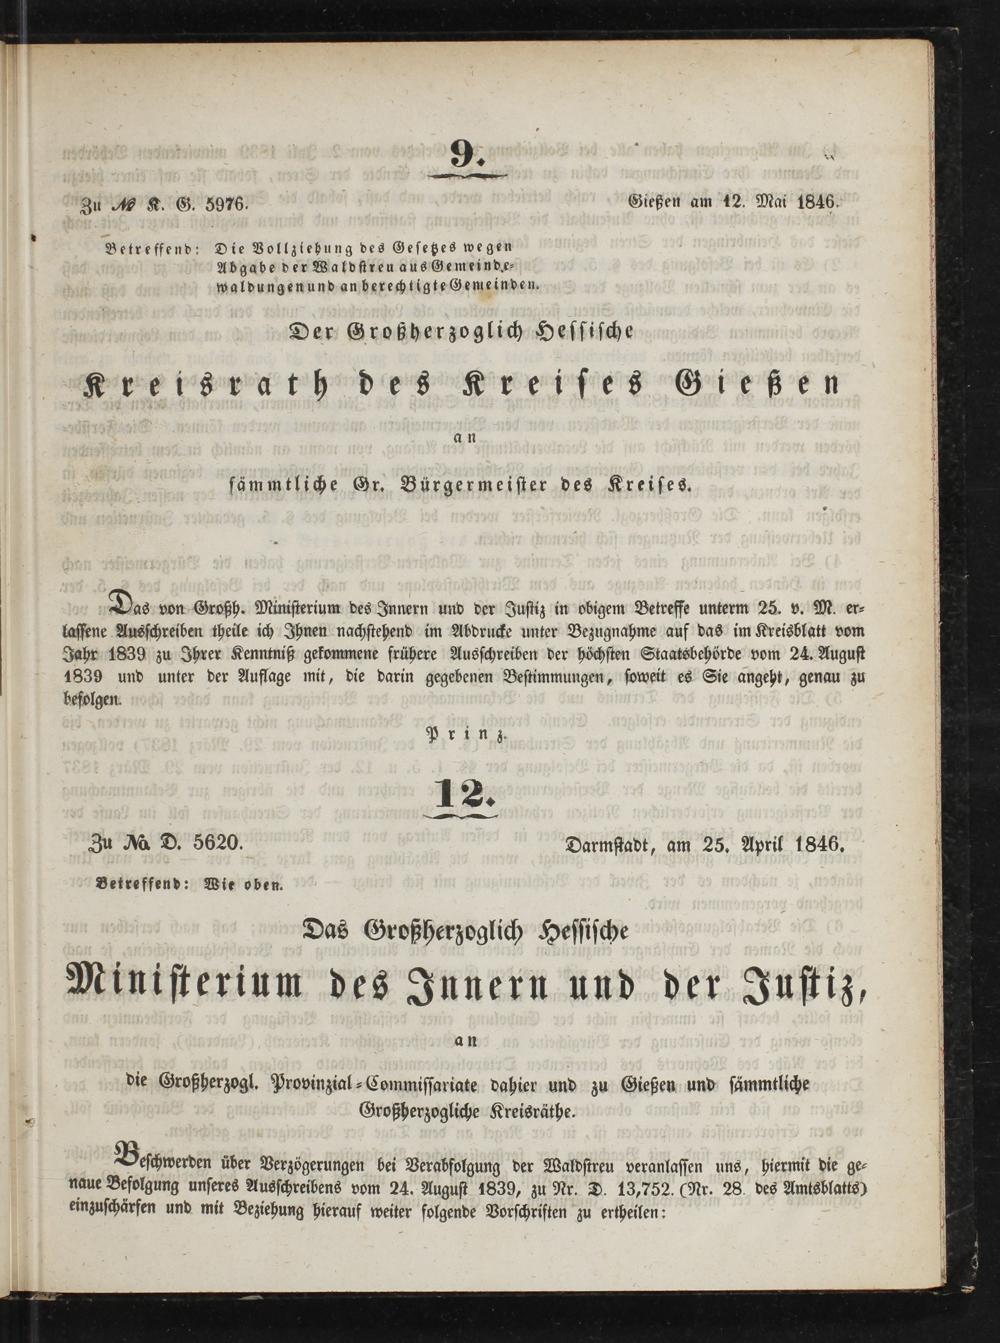 9.
Zu № K. G. 5976.
Gießen am 12. Mai 1846.
Betreffend: Die Vollziehung des Gesetzes wegen
Abgabe der Waldstreu aus Gemeinde-
waldungen und an berechtigte Gemeinden.
Der Großherzoglich Hessische
Kreisrath des Kreises Gießen
an
sämmtliche Gr. Bürgermeister des Kreises.
Das von Großh. Ministerium des Innern und der Justiz in obigem Betreffe unterm 25. v. M. er-
lassene Ausschreiben theile ich Ihnen nachstehend im Abdrucke unter Bezugnahme auf das im Kreisblatt vom
Jahr 1839 zu Ihrer Kenntniß gekommene frühere Ausschreiben der höchsten Staatsbehörde vom 24. August
1839 und unter der Auflage mit, die darin gegebenen Bestimmungen, soweit es Sie angeht, genau zu
befolgen.
Prinz.
12.
Zu No. D. 5620.
Darmstadt, am 25. April 1846.
Betreffend: Wie oben.
Das Großherzoglich Hessische
Ministerium des Innern und der Justiz,
an
die Großherzogl. Provinzial-Commissariate dahier und zu Gießen und sämmtliche
Großherzogliche Kreisräthe.
Beschwerden über Verzögerungen bei Verabfolgung der Waldstreu veranlassen uns, hiermit die ge-
naue Befolgung unseres Ausschreibens vom 24. August 1839, zu Nr. D. 13,752. (Nr. 28 des Amtsblatts)
einzuschärfen und mit Beziehung hierauf weiter folgende Vorschriften zu ertheilen: